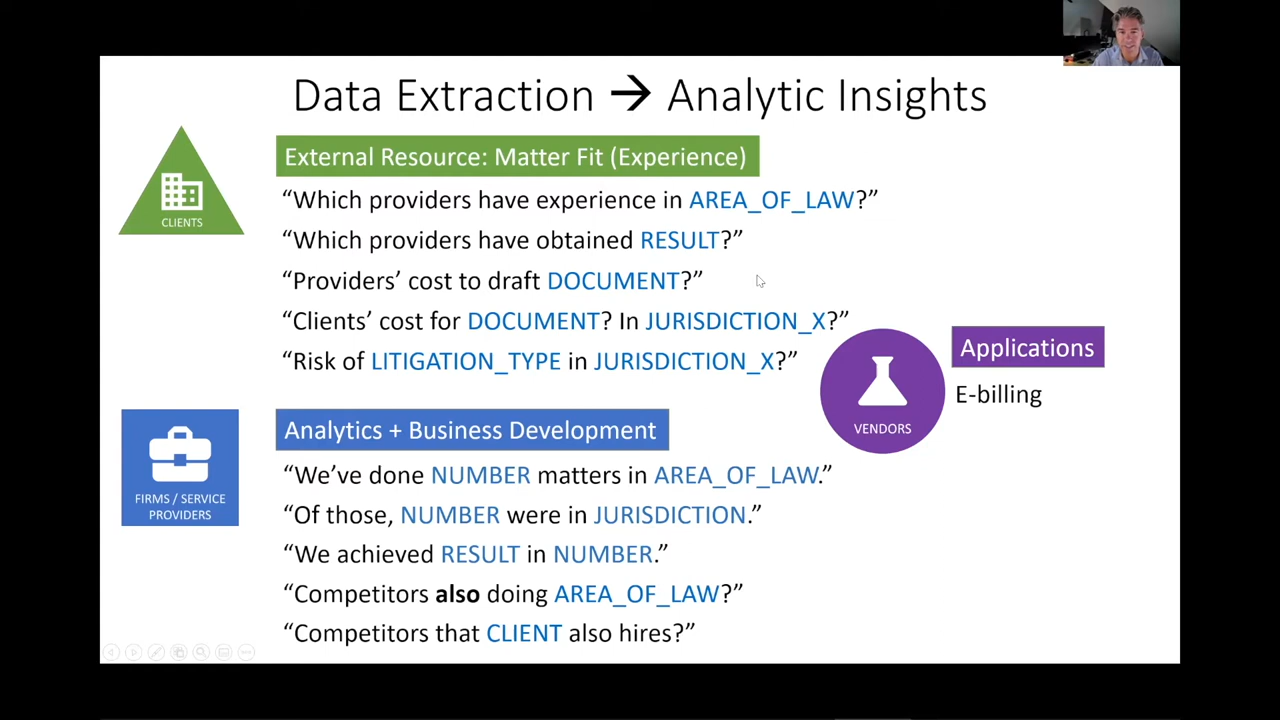 Data Extraction → Analytic Insights
CLIENTS
External Resource: Matter Fit (Experience)
“Which providers have experience in AREA_OF_LAW?”
“Which providers have obtained RESULT?”
“Providers’ cost to draft DOCUMENT?”
“Clients’ cost for DOCUMENT? In JURISDICTION_X?”
“Risk of LITIGATION_TYPE in JURISDICTION_X?”
VENDORS
Applications
E-billing
FIRMS / SERVICE
PROVIDERS
Analytics + Business Development
“We’ve done NUMBER matters in AREA_OF_LAW.”
“Of those, NUMBER were in JURISDICTION.”
“We achieved RESULT in NUMBER.”
“Competitors also doing AREA_OF_LAW?”
“Competitors that CLIENT also hires?”